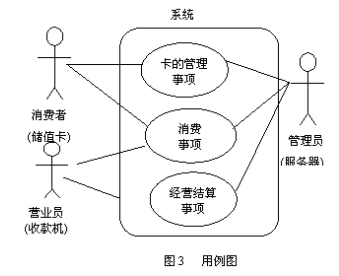 系统
卡的管理
事项
消费者
(储值卡)
消费
事项
管理员
(服务器)
经营结算
事项
营业员
(收款机)
图3 用例图